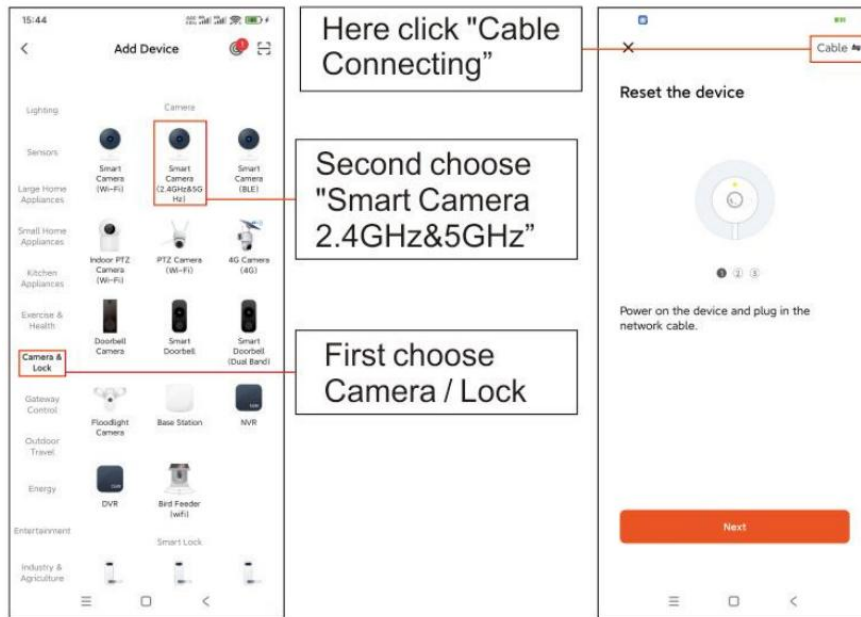 15:44
Add Device
1
Lighting
Sensors
Large Home
Appliances
Small Home
Appliances
Kitchen
Appliances
Exercise &
Health
Camera &
Lock
Gateway
Control
Outdoor
Travel
Energy
Entertainment
Industry &
Agriculture
Camera
Smart
Camera
(Wi-Fi)
Smart
Camera
(2.4GHz&5G
Hz)
Smart
Camera
(BLE)
Indoor PTZ
Camera
(Wi-Fi)
PTZ Camera
(Wi-Fi)
4G Camera
(4G)
Doorbell
Camera
Smart
Doorbell
Smart
Doorbell
(Dual Band)
Floodlight
Camera
Base Station
NVR
DVR
Bird Feeder
(wifi)
Smart Lock
Here click "Cable
Connecting”
Second choose
"Smart Camera
2.4GHz&5GHz”
First choose
Camera / Lock
Cable
Reset the device
1 2 3
Power on the device and plug in the
network cable.
Next